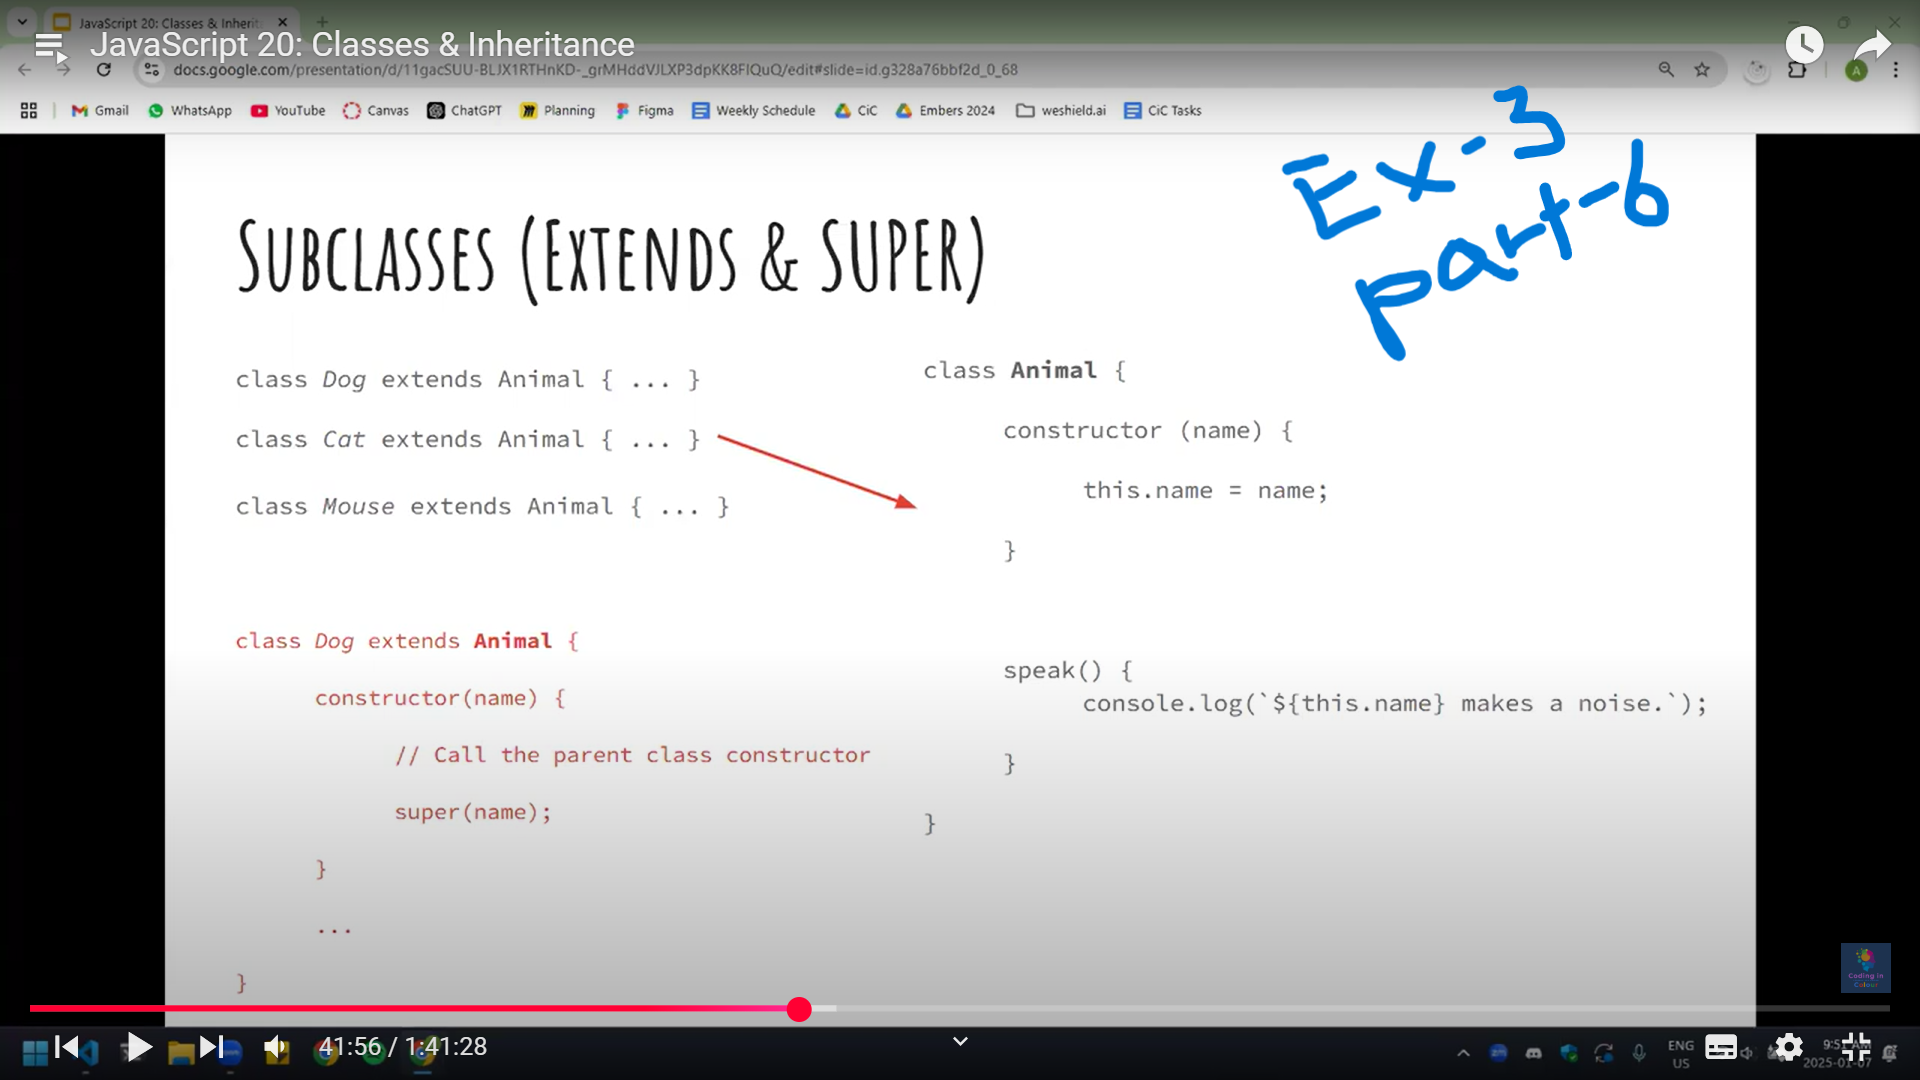 JavaScript 20: Classes & Inherit
JavaScript 20: Classes & Inheritance
docs.google.com/presentation/d/11gacSUU-BLJX1RTHnKD-_grMHddVJLXP3dpKK8FIQuQ/edit#slide=id.g328a76bbf2d_0_68
A
Gmail WhatsApp YouTube Canvas ChatGPT Planning Figma Weekly Schedule CiC Embers 2024 weshield.ai CiC Tasks
Ex-3
part-6
SUBCLASSES (EXTENDS & SUPER)
class Dog extends Animal { ... }
class Cat extends Animal { ... }
class Mouse extends Animal { ... }
class Dog extends Animal {
constructor(name) {
// Call the parent class constructor
super(name);
}
...
}
class Animal {
constructor (name) {
this.name = name;
}
speak() {
console.log(`${this.name} makes a noise.`);
}
}
Coding in
Colour
41:56 / 1:41:28
ENG
US
9:51 AM
2025-01-07